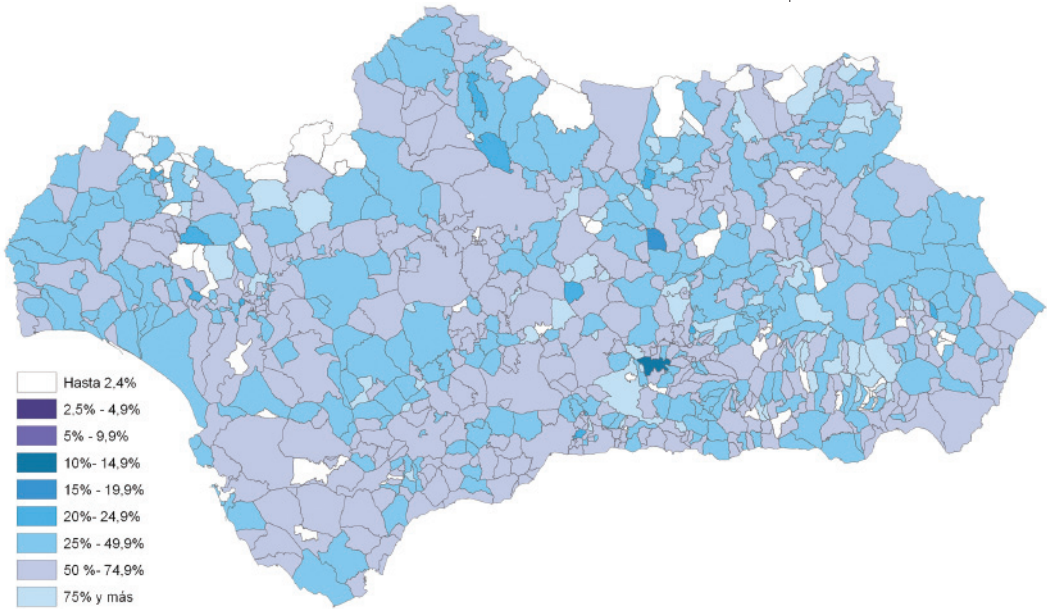 Hasta 2,4%
2,5% - 4,9%
5% - 9,9%
10%- 14,9%
15% - 19,9%
20%- 24,9%
25% - 49,9%
50 %- 74,9%
75% y más